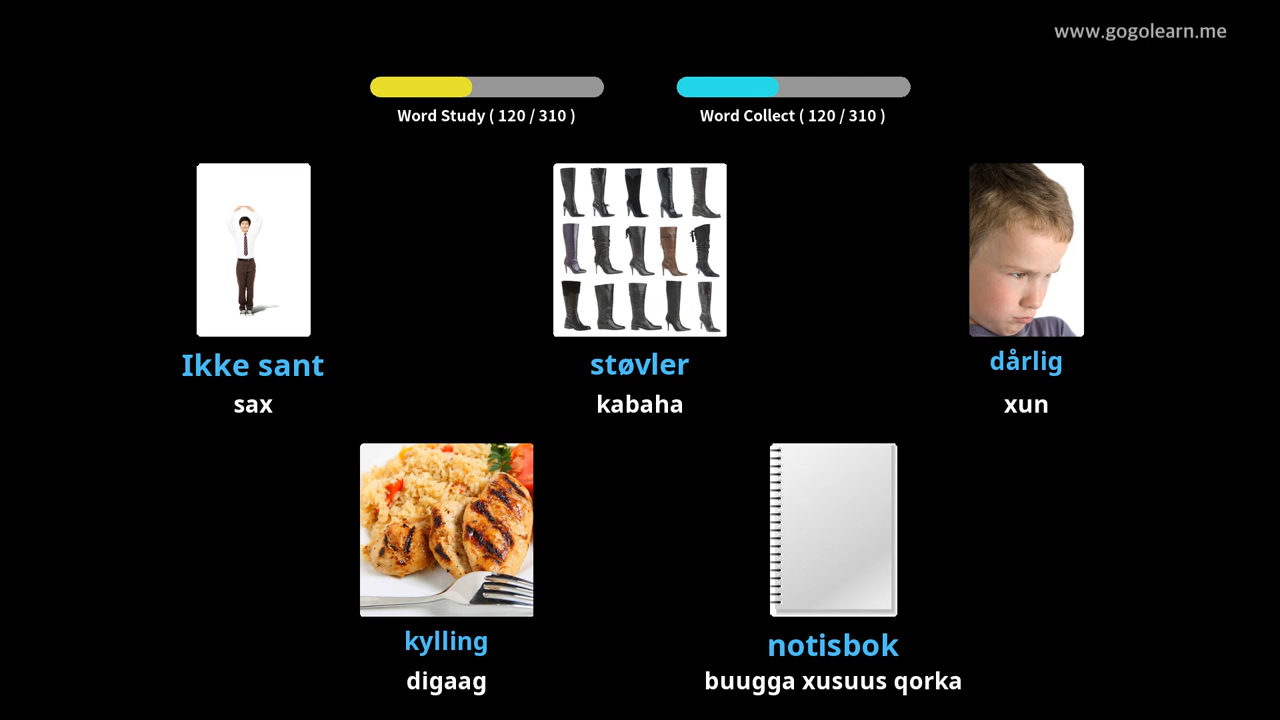 www.gogolearn.me
Word Study ( 120 / 310 )
Word Collect ( 120 / 310 )
Ikke sant
sax
støvler
kabaha
dårlig
xun
kylling
digaag
notisbok
buugga xusuus qorka